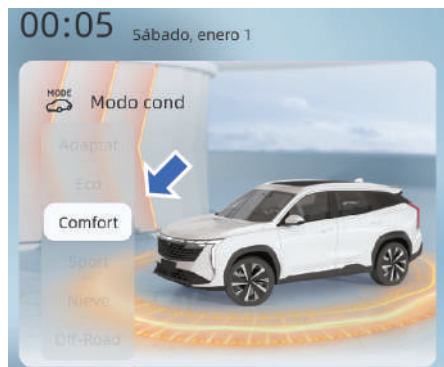 00:05 Sábado, enero 1
MODE
Modo cond
Adaptat
Eco
Comfort
Sport
Nieve
Off-Road